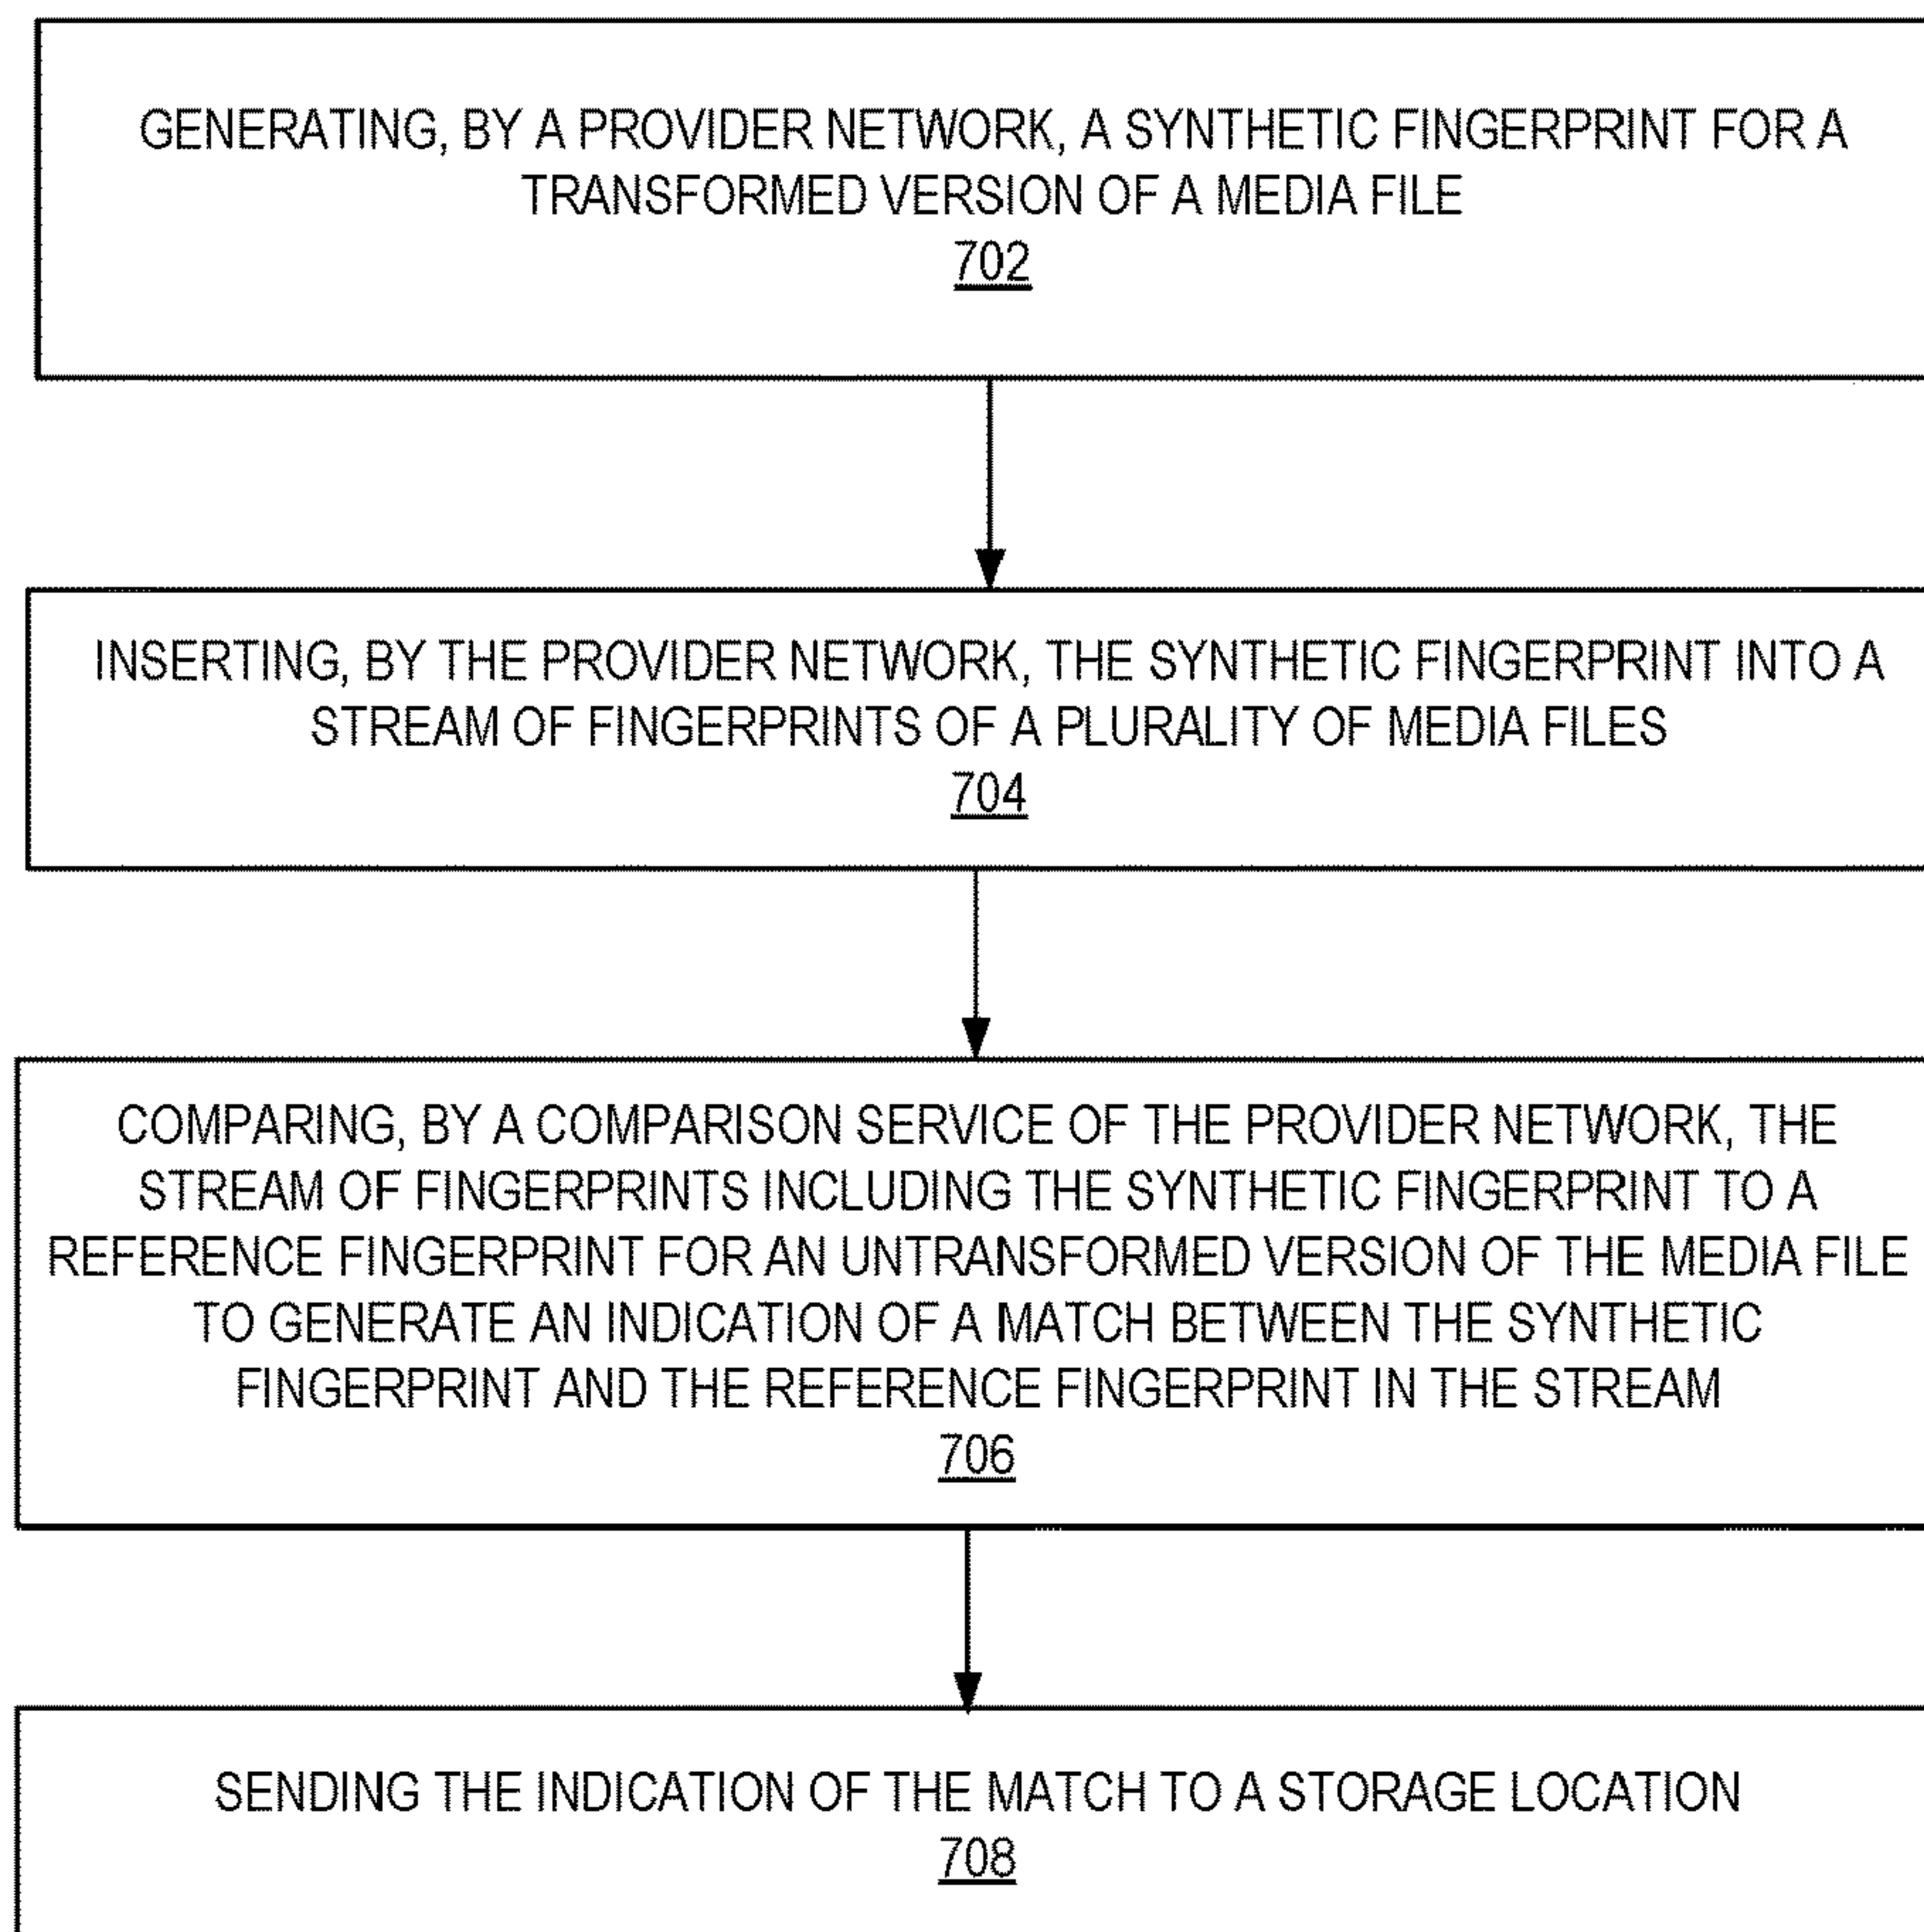 GENERATING, BY A PROVIDER NETWORK, A SYNTHETIC FINGERPRINT FOR A
TRANSFORMED VERSION OF A MEDIA FILE
702
INSERTING, BY THE PROVIDER NETWORK, THE SYNTHETIC FINGERPRINT INTO A
STREAM OF FINGERPRINTS OF A PLURALITY OF MEDIA FILES
704
COMPARING, BY A COMPARISON SERVICE OF THE PROVIDER NETWORK, THE
STREAM OF FINGERPRINTS INCLUDING THE SYNTHETIC FINGERPRINT TO A
REFERENCE FINGERPRINT FOR AN UNTRANSFORMED VERSION OF THE MEDIA FILE
TO GENERATE AN INDICATION OF A MATCH BETWEEN THE SYNTHETIC
FINGERPRINT AND THE REFERENCE FINGERPRINT IN THE STREAM
706
SENDING THE INDICATION OF THE MATCH TO A STORAGE LOCATION
708